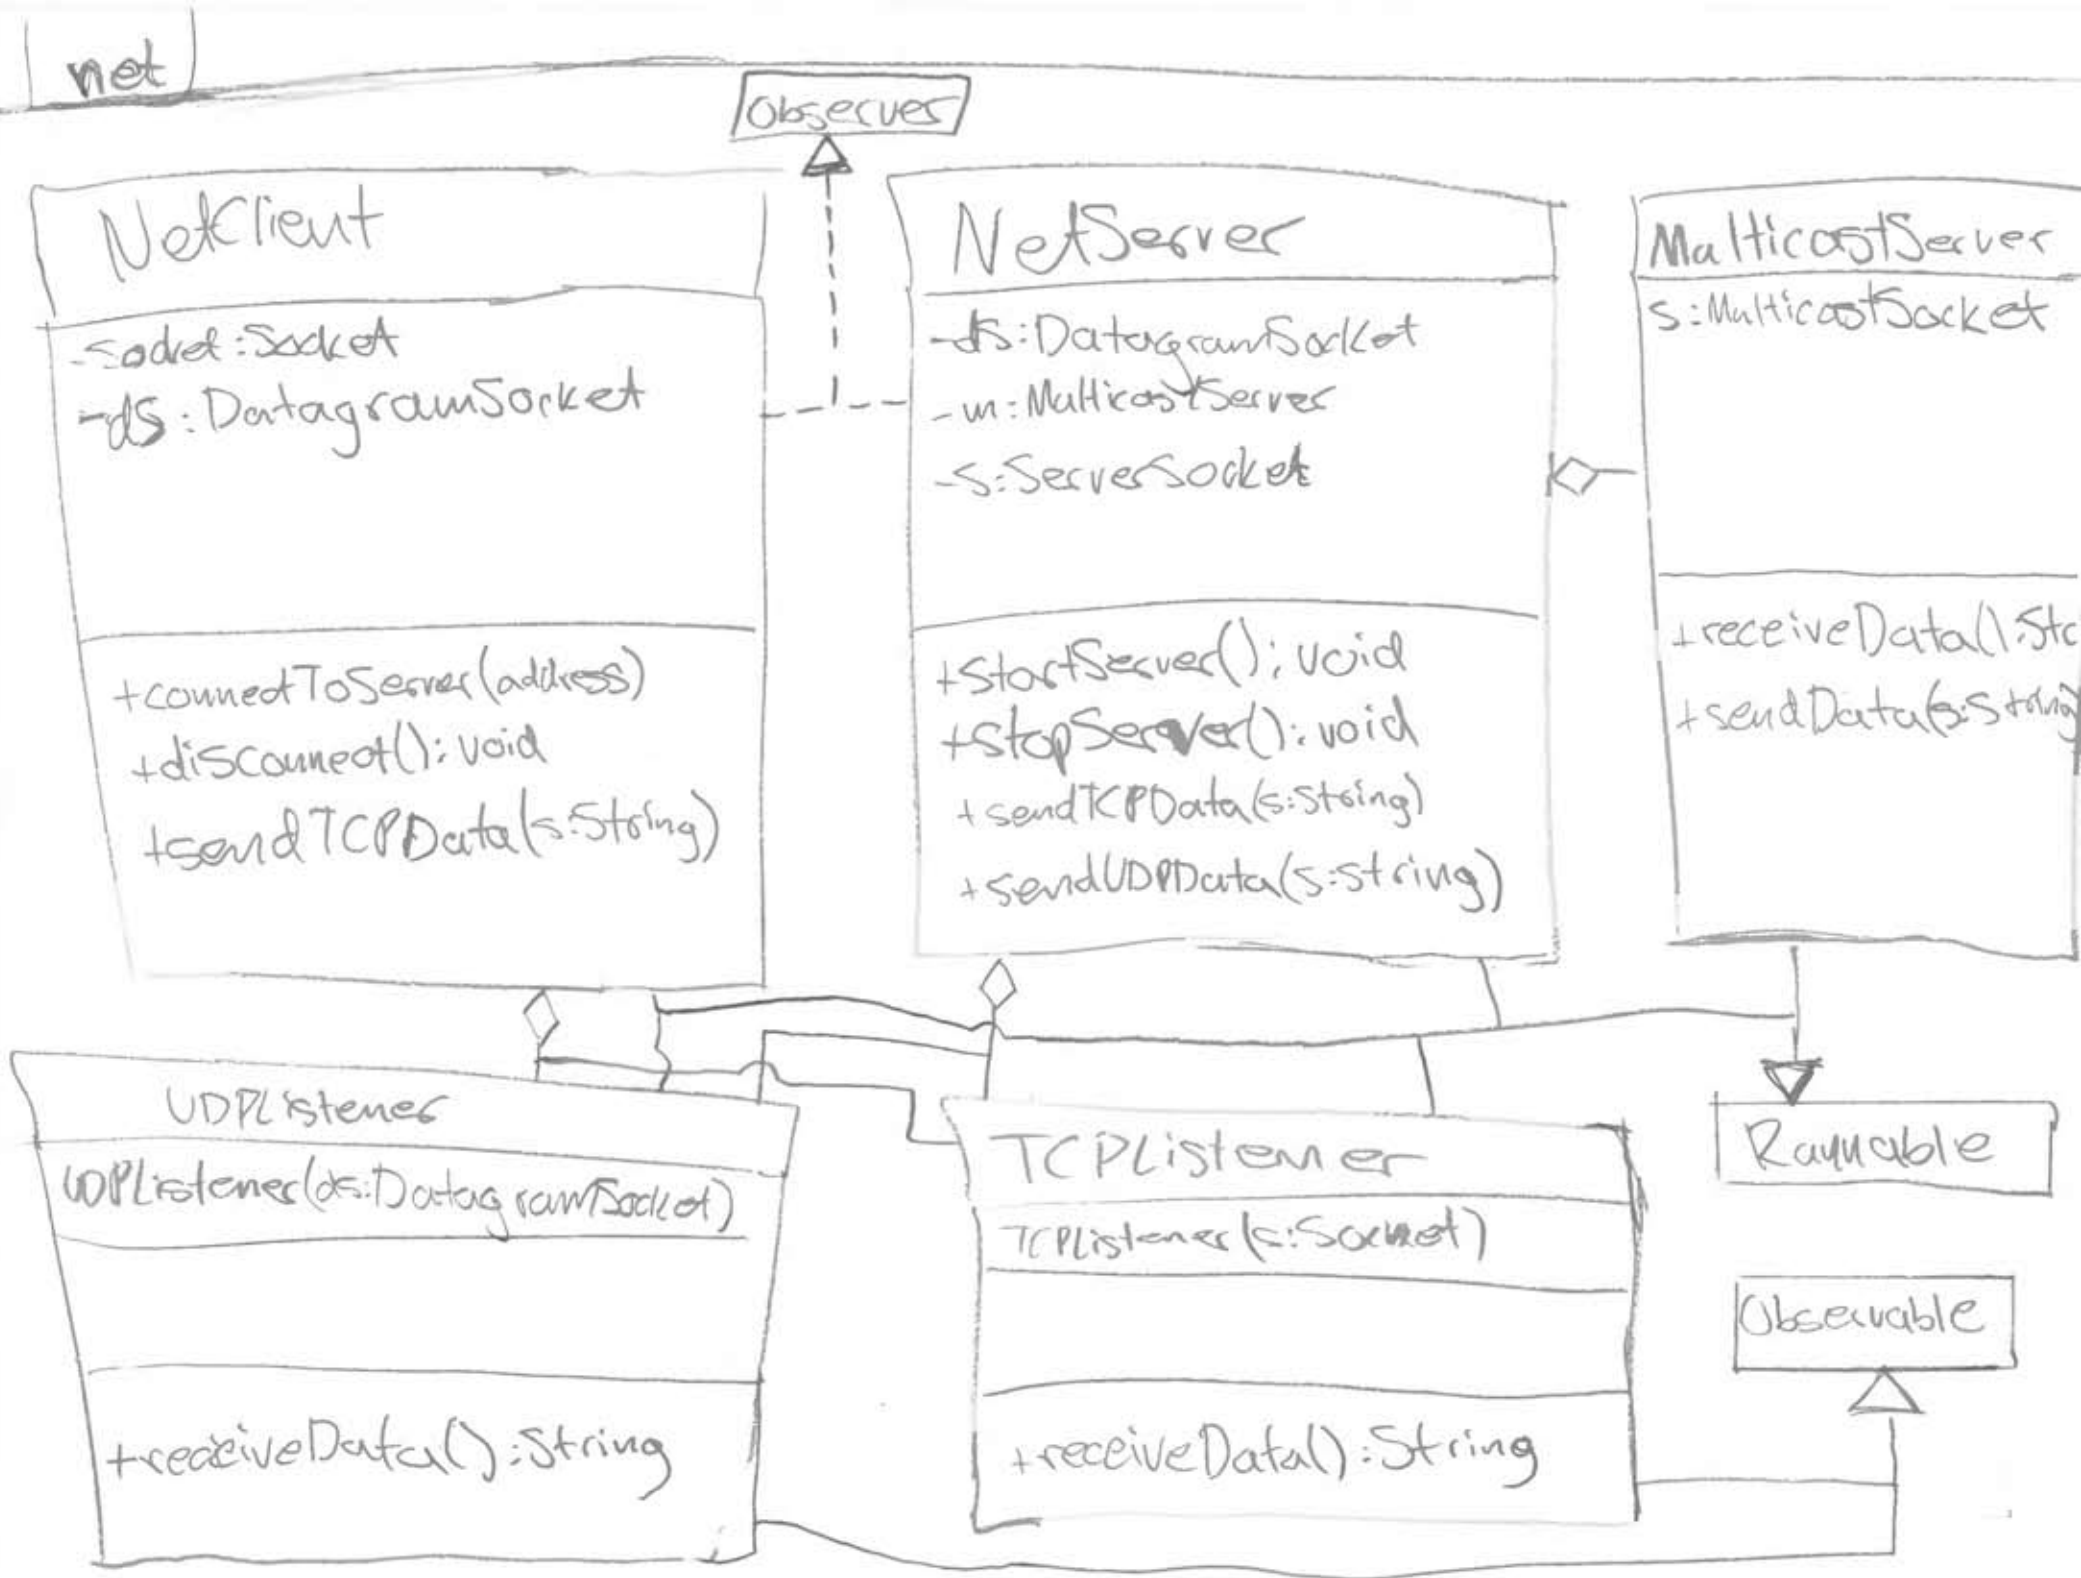 net
Observer
NetClient
-socket:Socket
-ds:DatagramSocket
+connectToServer(address)
+disconnect():void
+sendTCPData(s:String)
NetServer
-ds:DatagramSocket
-m:MulticastServer
-s:ServerSocket
+startServer():void
+stopServer():void
+sendTCPData(s:String)
+sendUDPData(s:String)
MulticastServer
s:MulticastSocket
+receiveData():Str
+sendData(s:String
UDPListener
UDPListener(ds:DatagramSocket)
+receiveData():String
TCPListener
TCPListener(s:Socket)
+receiveData():String
Runnable
Observable